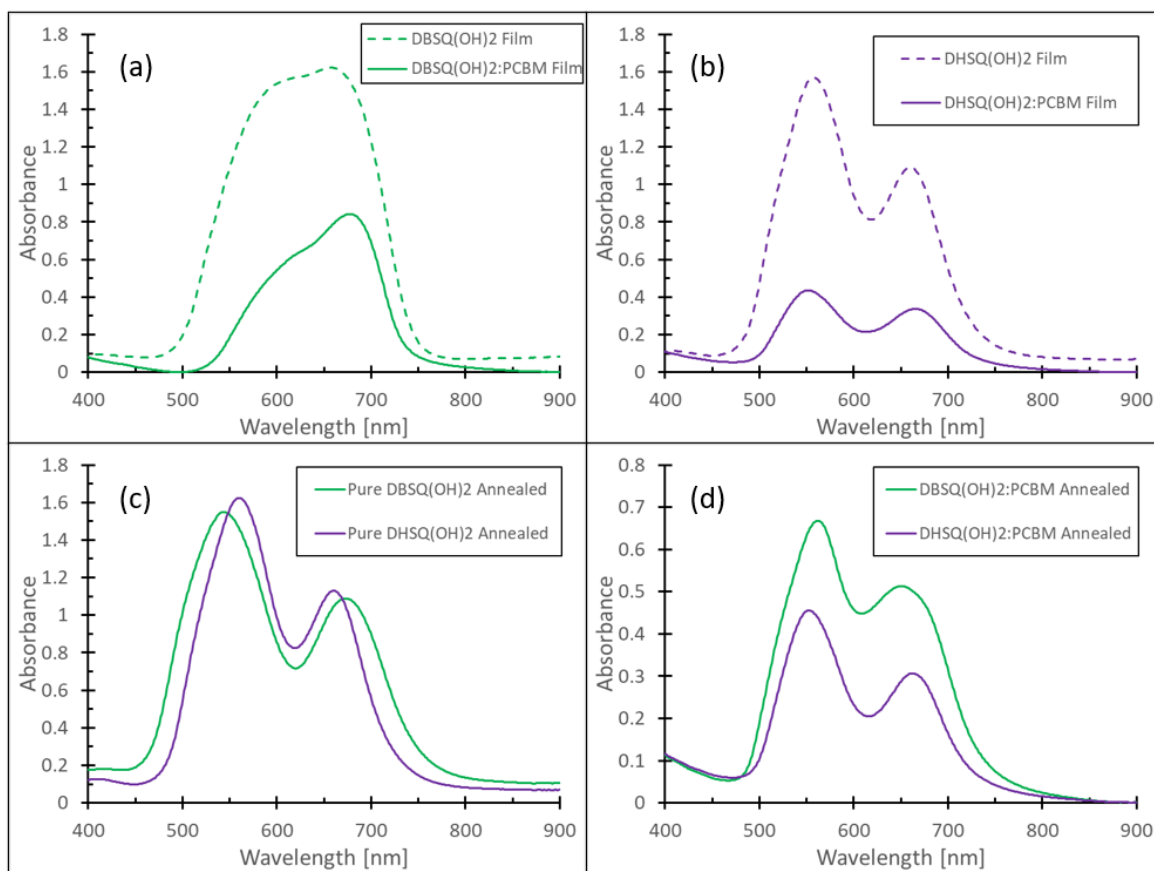 (a)
DBSQ(OH)2 Film
DBSQ(OH)2:PCBM Film
Absorbance
1.8
1.6
1.4
1.2
1
0.8
0.6
0.4
0.2
0
400 500 600 700 800 900
Wavelength [nm]
(b)
DHSQ(OH)2 Film
DHSQ(OH)2:PCBM Film
Absorbance
1.8
1.6
1.4
1.2
1
0.8
0.6
0.4
0.2
0
400 500 600 700 800 900
Wavelength [nm]
(c)
Pure DBSQ(OH)2 Annealed
Pure DHSQ(OH)2 Annealed
Absorbance
1.8
1.6
1.4
1.2
1
0.8
0.6
0.4
0.2
0
400 500 600 700 800 900
Wavelength [nm]
(d)
DBSQ(OH)2:PCBM Annealed
DHSQ(OH)2:PCBM Annealed
Absorbance
0.8
0.7
0.6
0.5
0.4
0.3
0.2
0.1
0
400 500 600 700 800 900
Wavelength [nm]